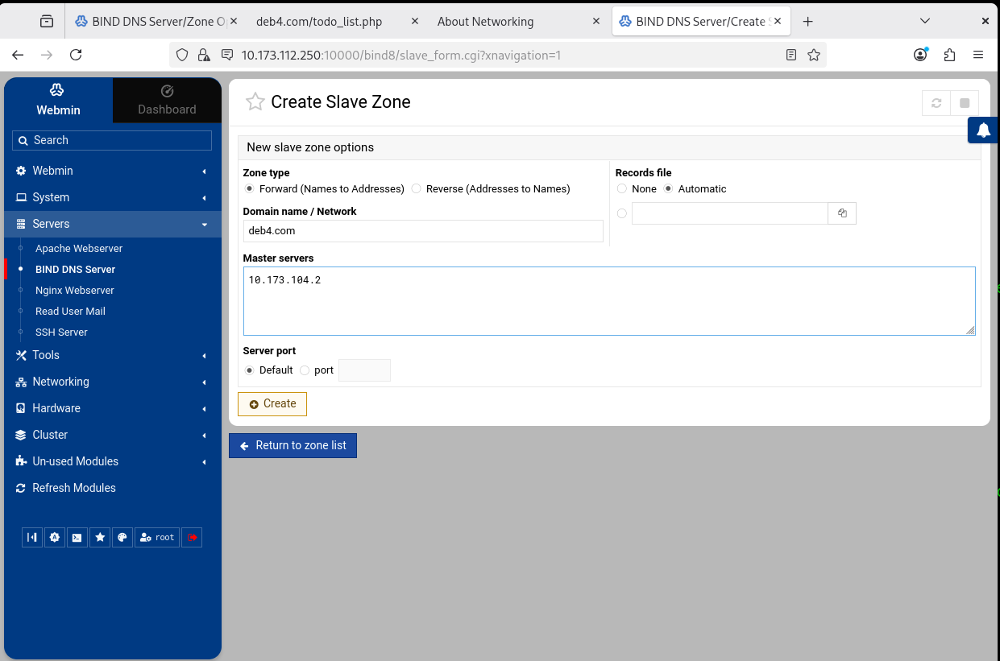 BIND DNS Server/Zone O
deb4.com/todo_list.php
About Networking
BIND DNS Server/Create
10.173.112.250:10000/bind8/slave_form.cgi?xnavigation=1
Webmin
Dashboard
Search
Webmin
System
Servers
Apache Webserver
BIND DNS Server
Nginx Webserver
Read User Mail
SSH Server
Tools
Networking
Hardware
Cluster
Un-used Modules
Refresh Modules
root
Create Slave Zone
New slave zone options
Zone type
Forward (Names to Addresses) Reverse (Addresses to Names)
Domain name / Network
deb4.com
Records file
None Automatic
Master servers
10.173.104.2
Server port
Default port
Create
Return to zone list